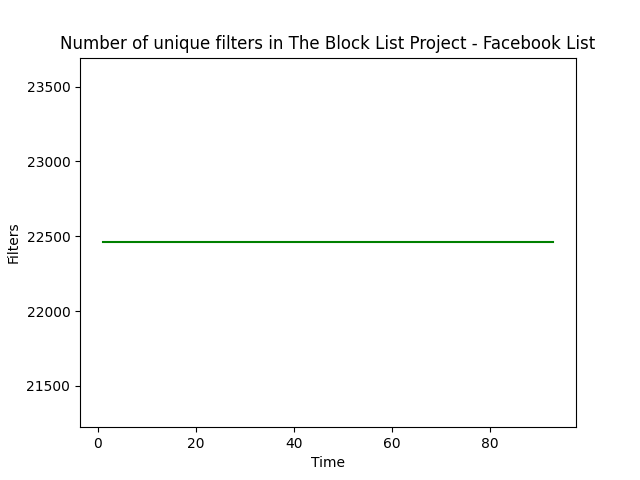 Number of unique filters in The Block List Project - Facebook List
23500
23000
22500
22000
21500
Filters
0 20 40 60 80
Time